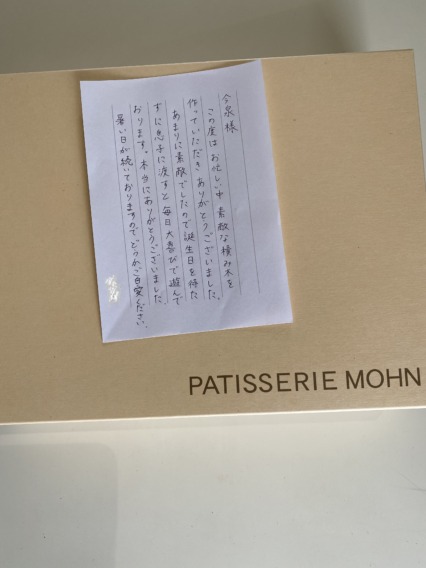 今泉様
この度は お忙しい中 素敵な積み木を
作っていただき ありがとうございました。
あまりに素敵でしたので誕生日を待た
ずに息子に渡すと毎日大喜びで遊んで
おります。本当にありがとうございました。
暑い日が続いておりますので どうかご自愛ください。
PATISSERIE MOHN